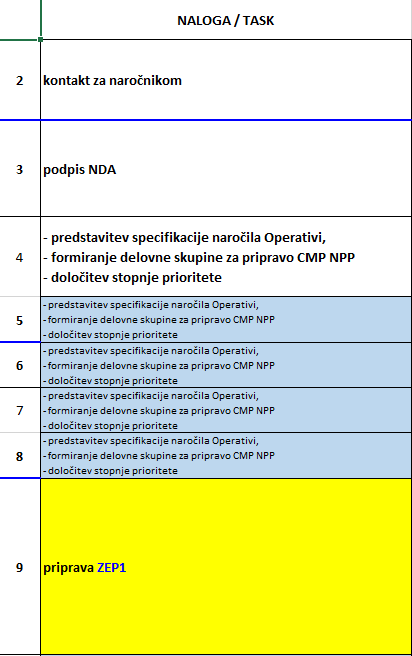 NALOGA / TASK
2 kontakt za naročnikom
3 podpis NDA
- predstavitev specifikacije naročila Operativi,
4 - formiranje delovne skupine za pripravo CMP NPP
- določitev stopnje prioritete
- predstavitev specifikacije naročila Operativi,
5 - formiranje delovne skupine za pripravo CMP NPP
- določitev stopnje prioritete
- predstavitev specifikacije naročila Operativi,
6 - formiranje delovne skupine za pripravo CMP NPP
- določitev stopnje prioritete
- predstavitev specifikacije naročila Operativi,
7 - formiranje delovne skupine za pripravo CMP NPP
- določitev stopnje prioritete
- predstavitev specifikacije naročila Operativi,
8 - formiranje delovne skupine za pripravo CMP NPP
- določitev stopnje prioritete
9 priprava ZEP1